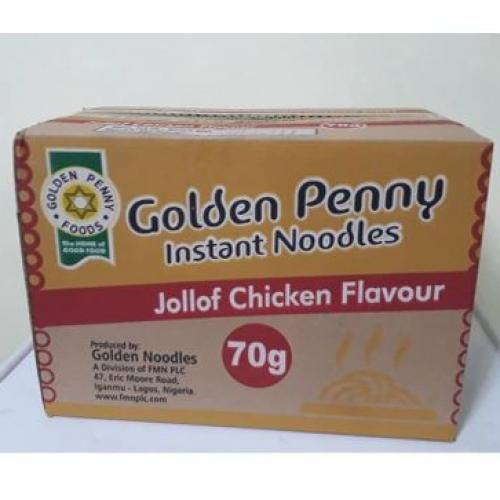 GOLDEN PENNY
FOODS
The HOME of
GOOD FOOD
Golden Penny
Instant Noodles
Jollof Chicken Flavour
Produced by:
Golden Noodles
A Division of FMN PLC
47, Eric Moore Road,
Iganmu - Lagos, Nigeria.
www.fmnplc.com
70g